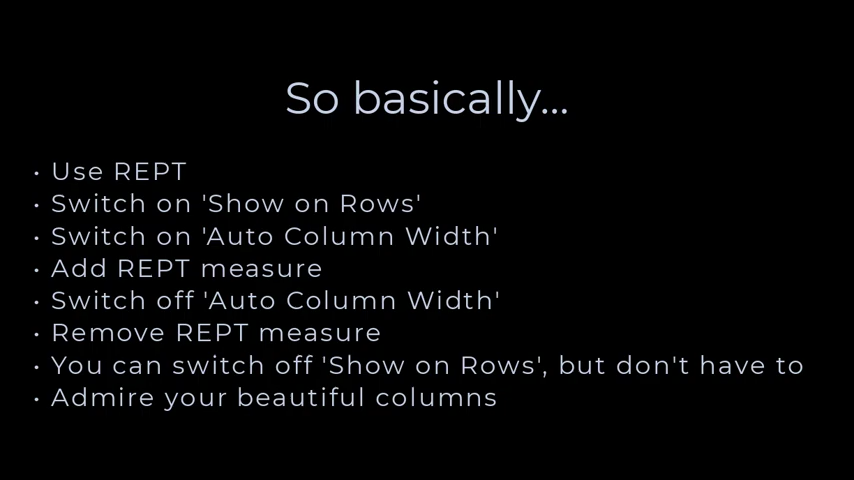 So basically...
• Use REPT
• Switch on 'Show on Rows'
• Switch on 'Auto Column Width'
• Add REPT measure
• Switch off 'Auto Column Width'
• Remove REPT measure
• You can switch off 'Show on Rows', but don't have to
• Admire your beautiful columns